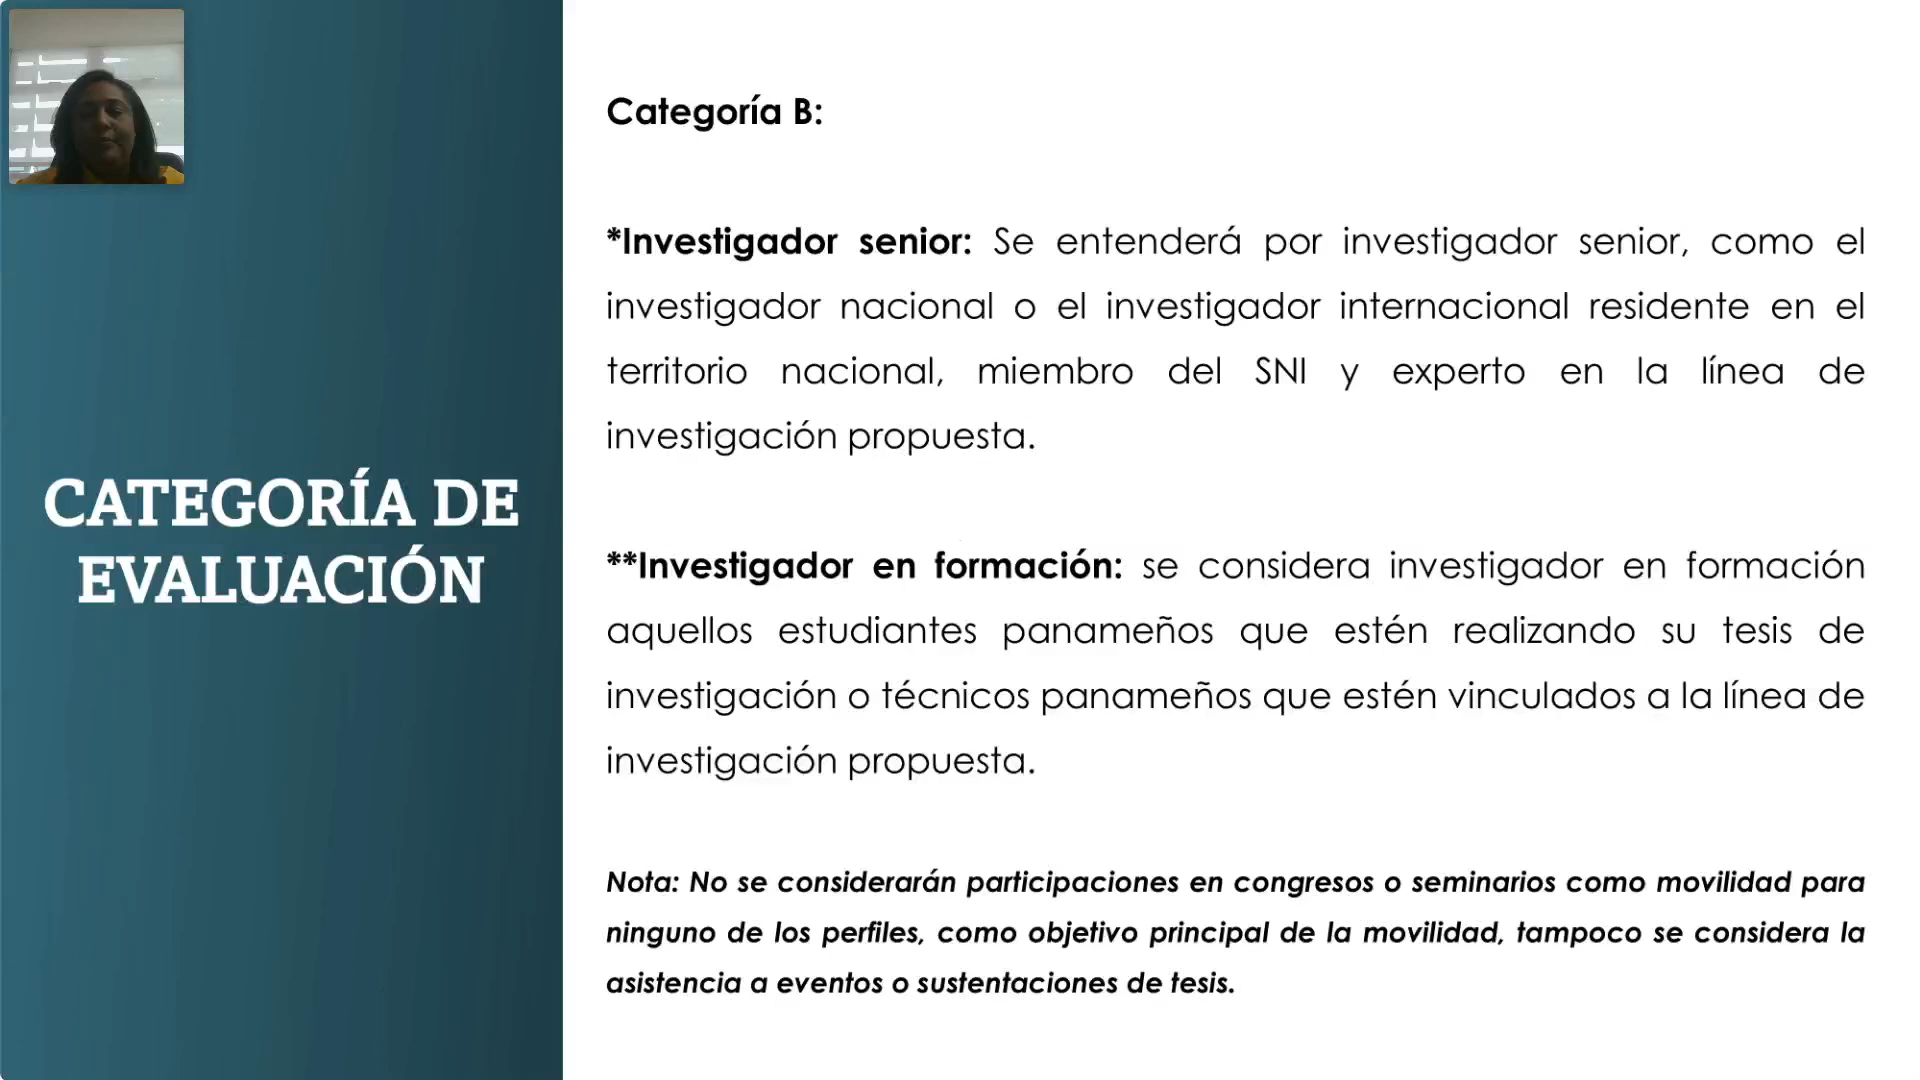 CATEGORÍA DE
EVALUACIÓN
Categoría B:
*Investigador senior: Se entenderá por investigador senior, como el
investigador nacional o el investigador internacional residente en el
territorio nacional, miembro del SNI y experto en la línea de
investigación propuesta.
**Investigador en formación: se considera investigador en formación
aquellos estudiantes panameños que estén realizando su tesis de
investigación o técnicos panameños que estén vinculados a la línea de
investigación propuesta.
Nota: No se considerarán participaciones en congresos o seminarios como movilidad para
ninguno de los perfiles, como objetivo principal de la movilidad, tampoco se considera la
asistencia a eventos o sustentaciones de tesis.